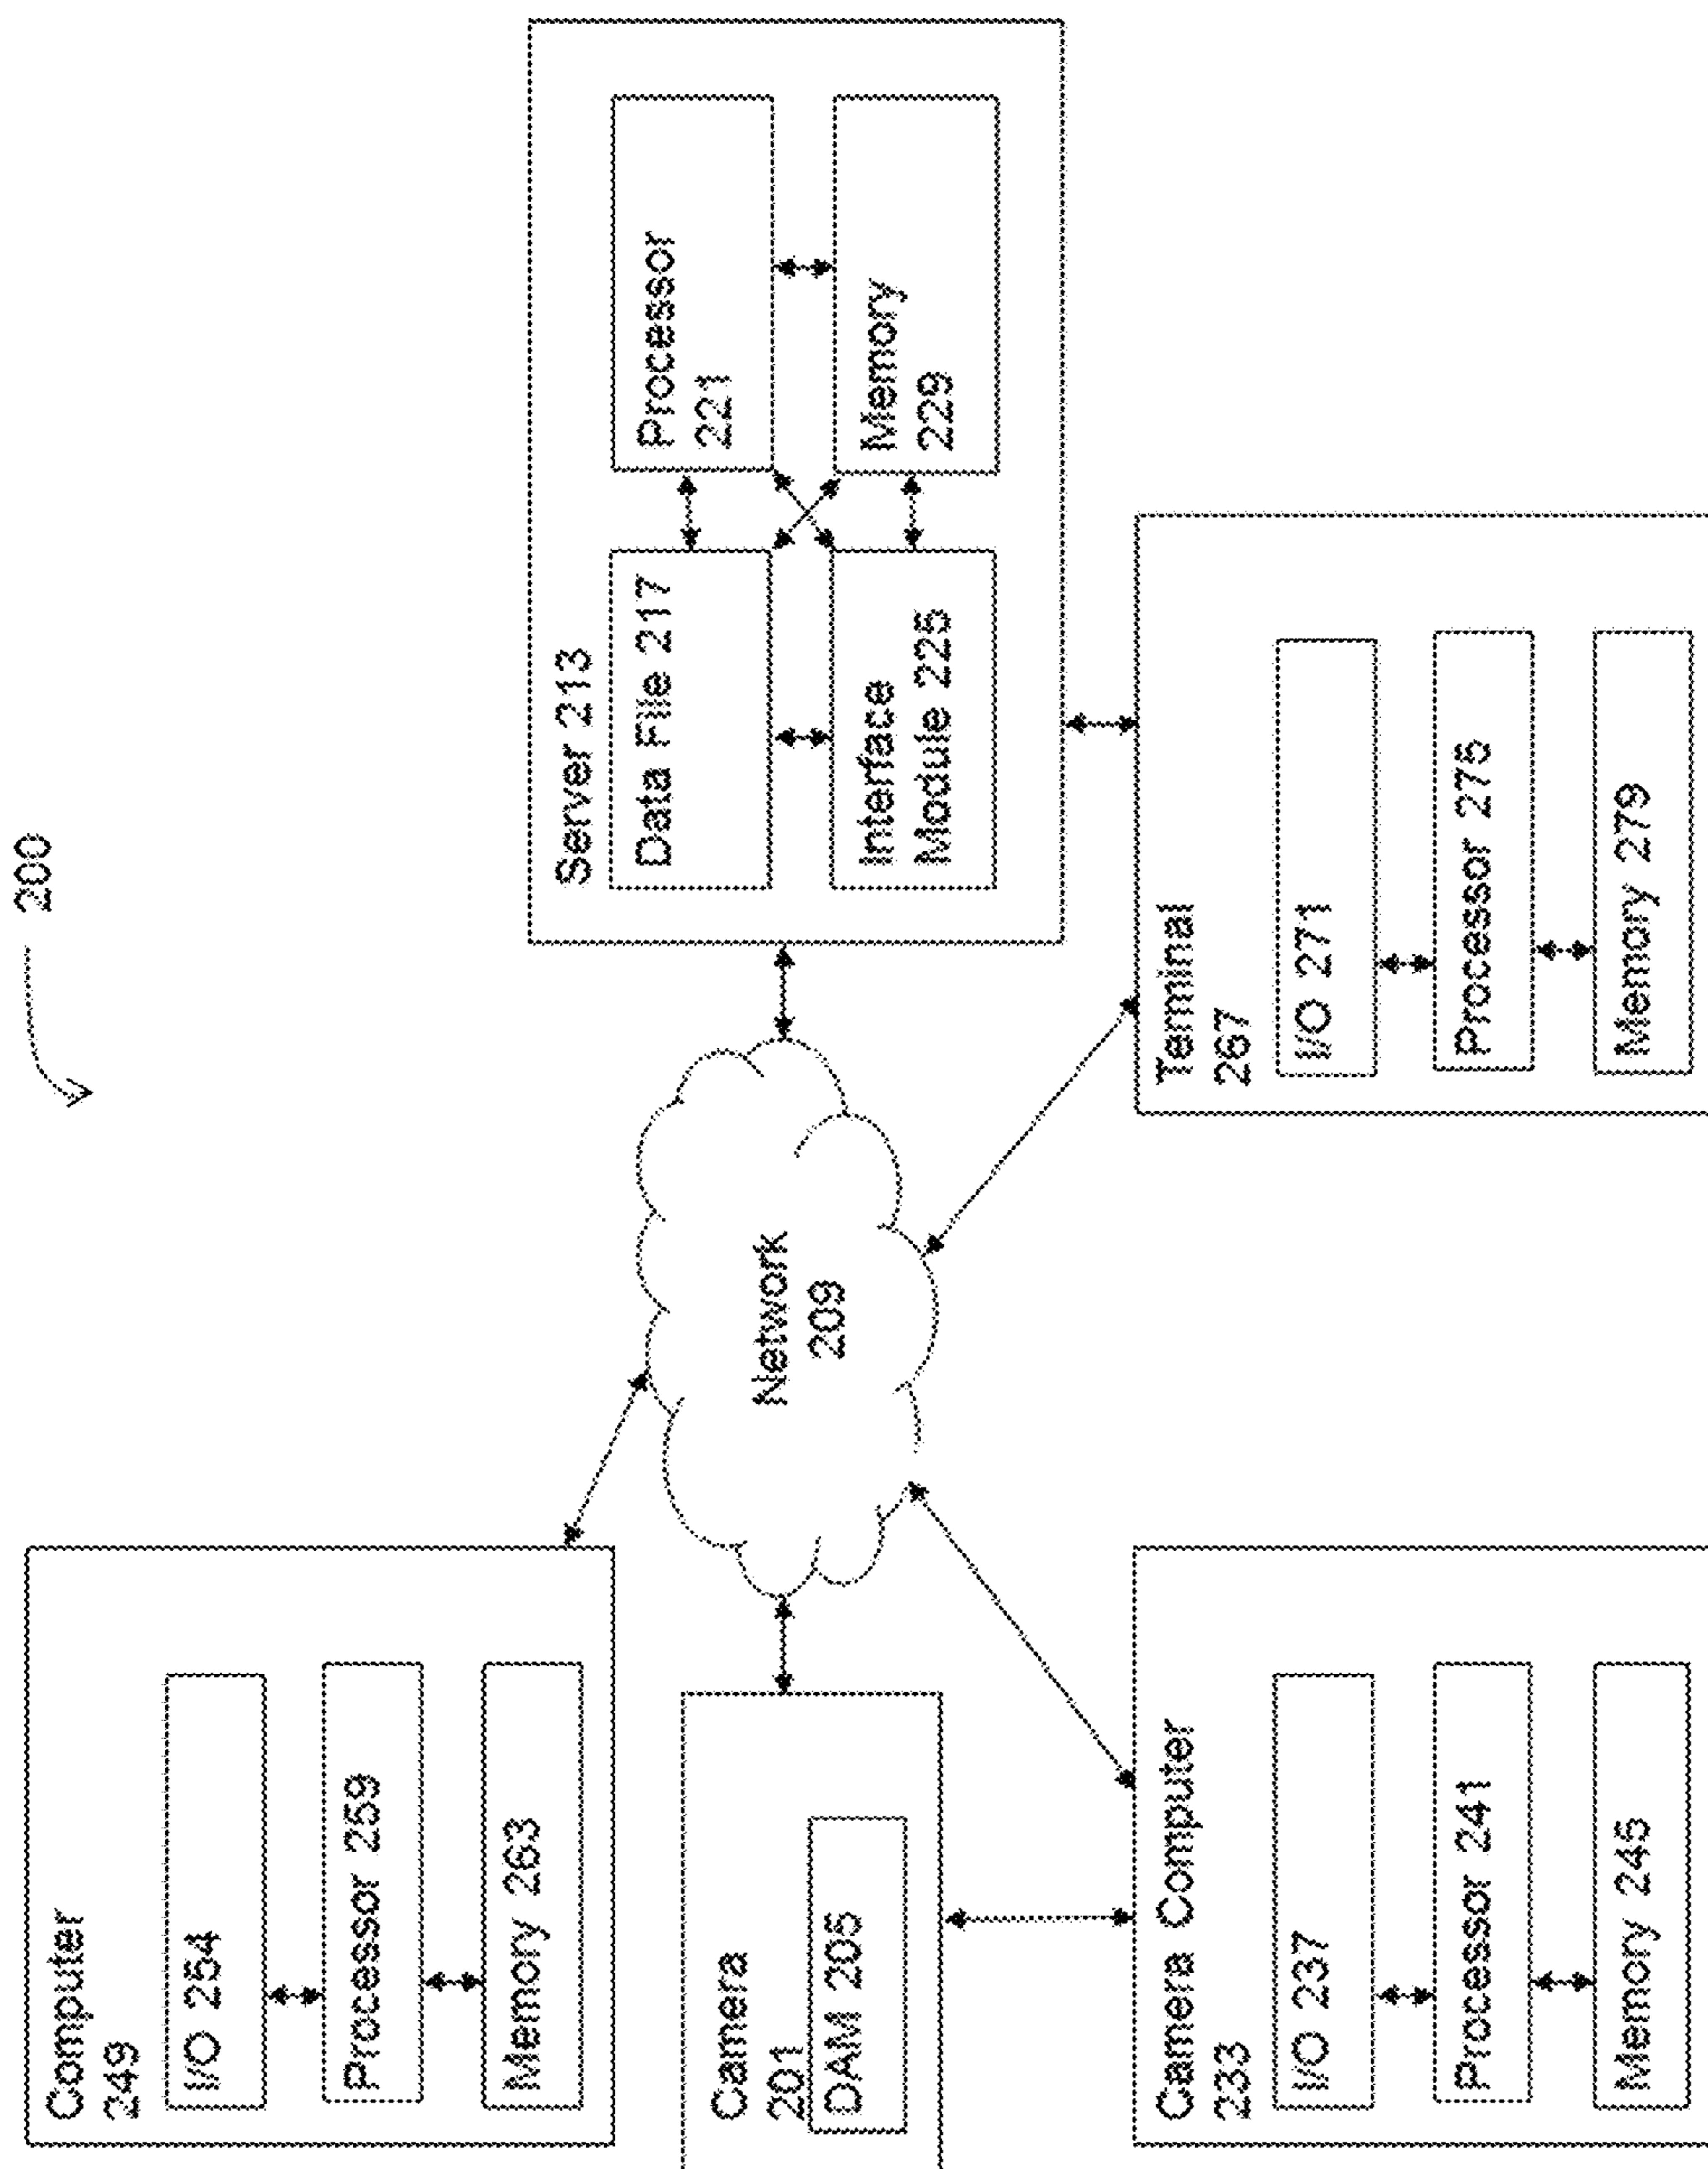 200
Computer
249
I/O 254
Processor 259
Memory 263
Camera
201
DAM 205
Camera Computer
233
I/O 237
Processor 241
Memory 245
Network
209
Server 213
Data File 217
Processor
221
Interface
Module 225
Memory
229
Terminal
267
I/O 271
Processor 275
Memory 279